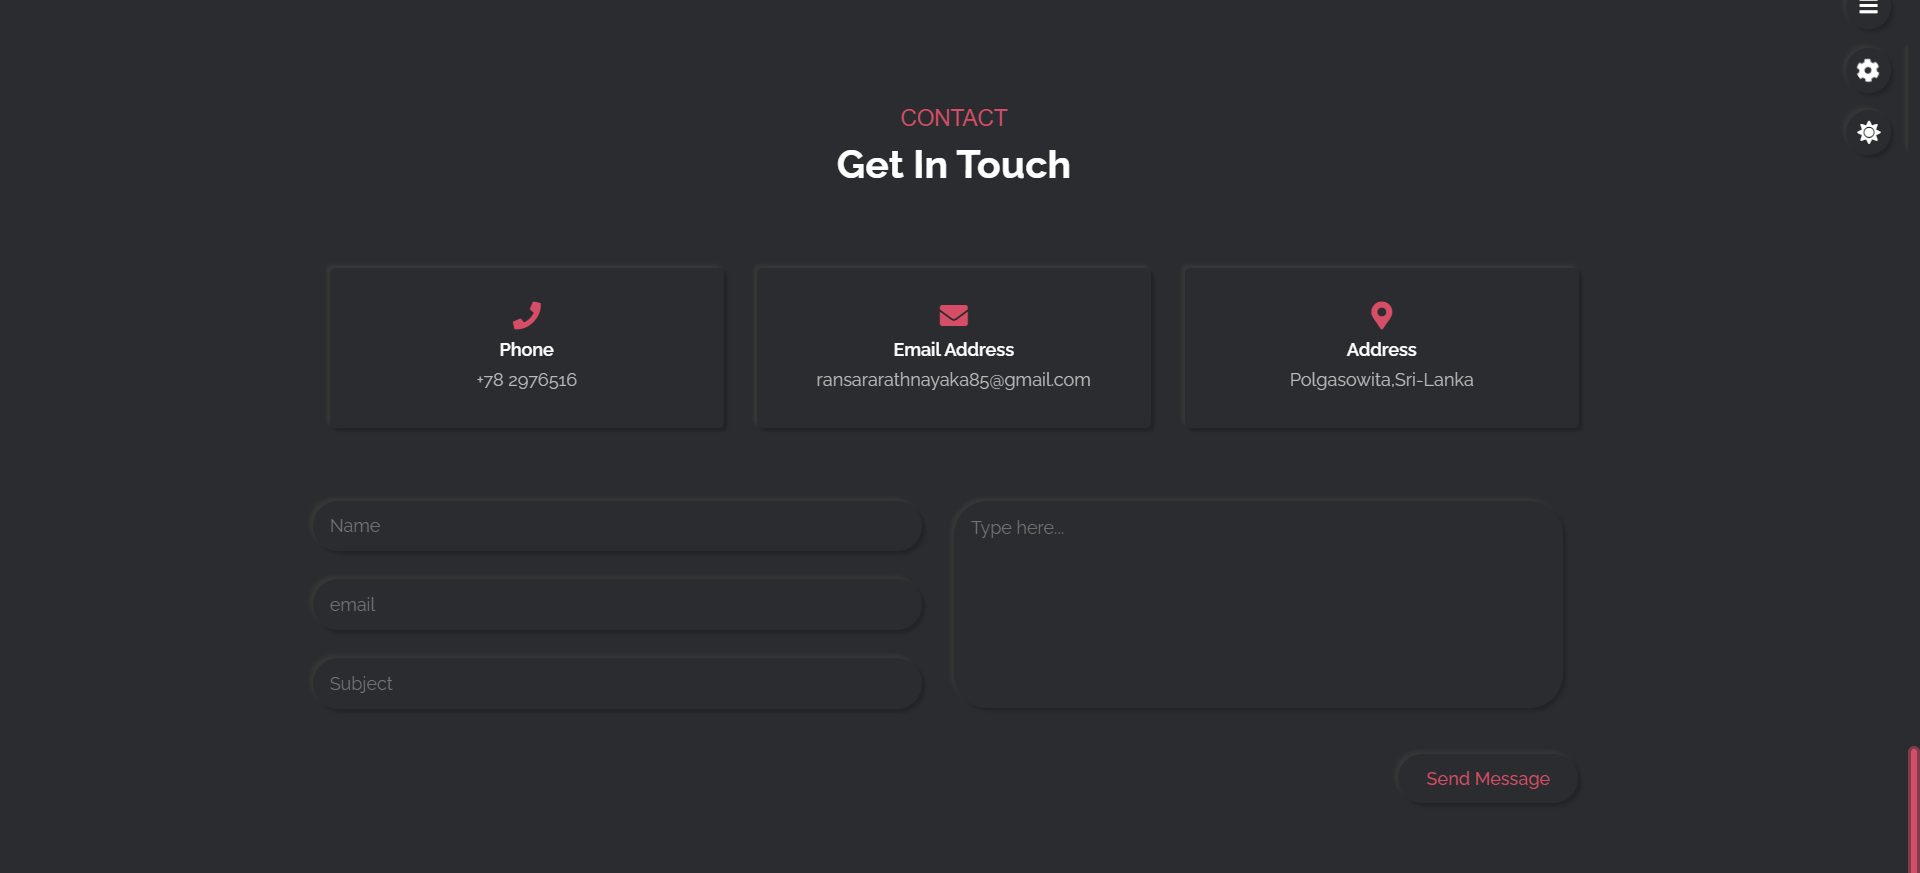 CONTACT
Get In Touch
Phone
+78 2976516
Email Address
ransararathnayaka85@gmail.com
Address
Polgasowita,Sri-Lanka
Name
email
Subject
Type here...
Send Message